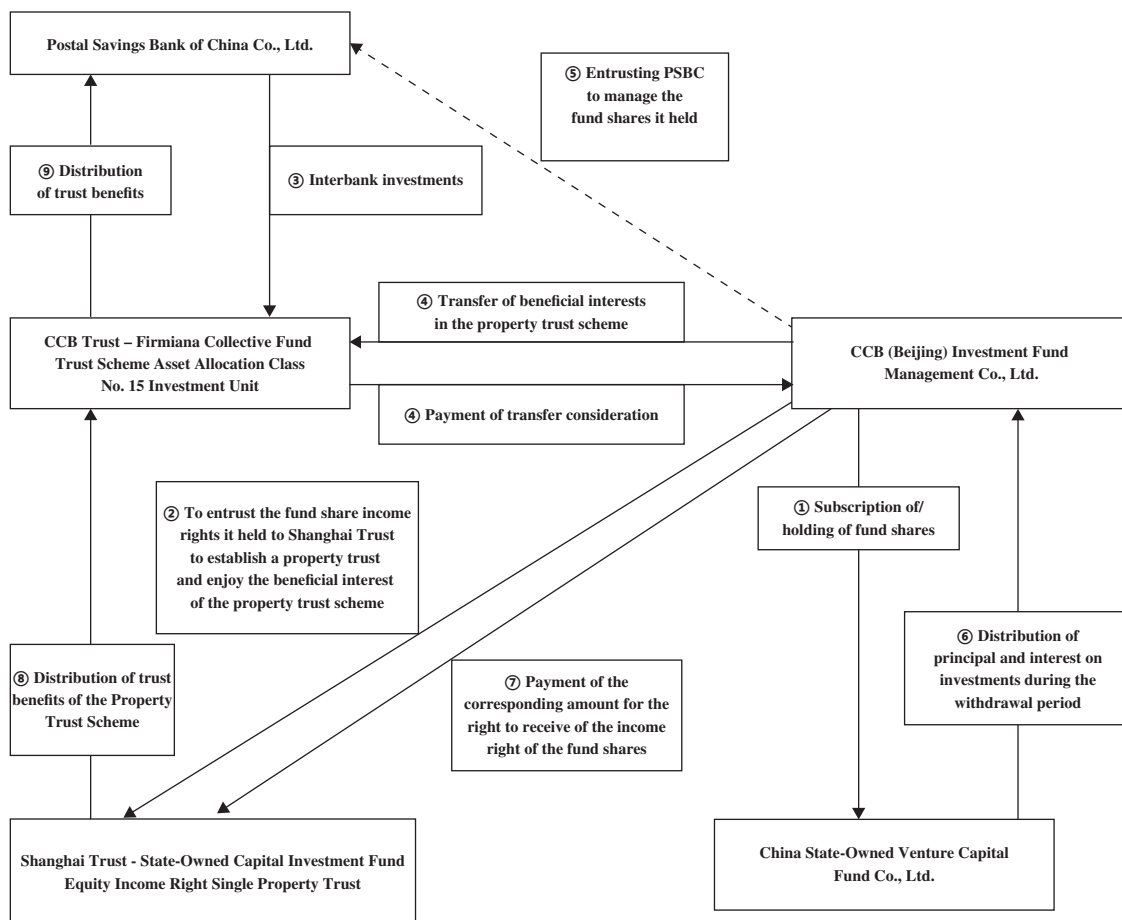 Postal Savings Bank of China Co., Ltd.
⑤ Entrusting PSBC
to manage the
fund shares it held
⑨ Distribution
of trust benefits
③ Interbank investments
④ Transfer of beneficial interests
in the property trust scheme
CCB Trust – Firmiana Collective Fund
Trust Scheme Asset Allocation Class
No. 15 Investment Unit
CCB (Beijing) Investment Fund
Management Co., Ltd.
④ Payment of transfer consideration
② To entrust the fund share income
rights it held to Shanghai Trust
to establish a property trust
and enjoy the beneficial interest
of the property trust scheme
① Subscription of/
holding of fund shares
⑥ Distribution of
principal and interest on
investments during the
withdrawal period
⑧ Distribution of trust
benefits of the Property
Trust Scheme
⑦ Payment of the
corresponding amount for the
right to receive of the income
right of the fund shares
Shanghai Trust - State-Owned Capital Investment Fund
Equity Income Right Single Property Trust
China State-Owned Venture Capital
Fund Co., Ltd.